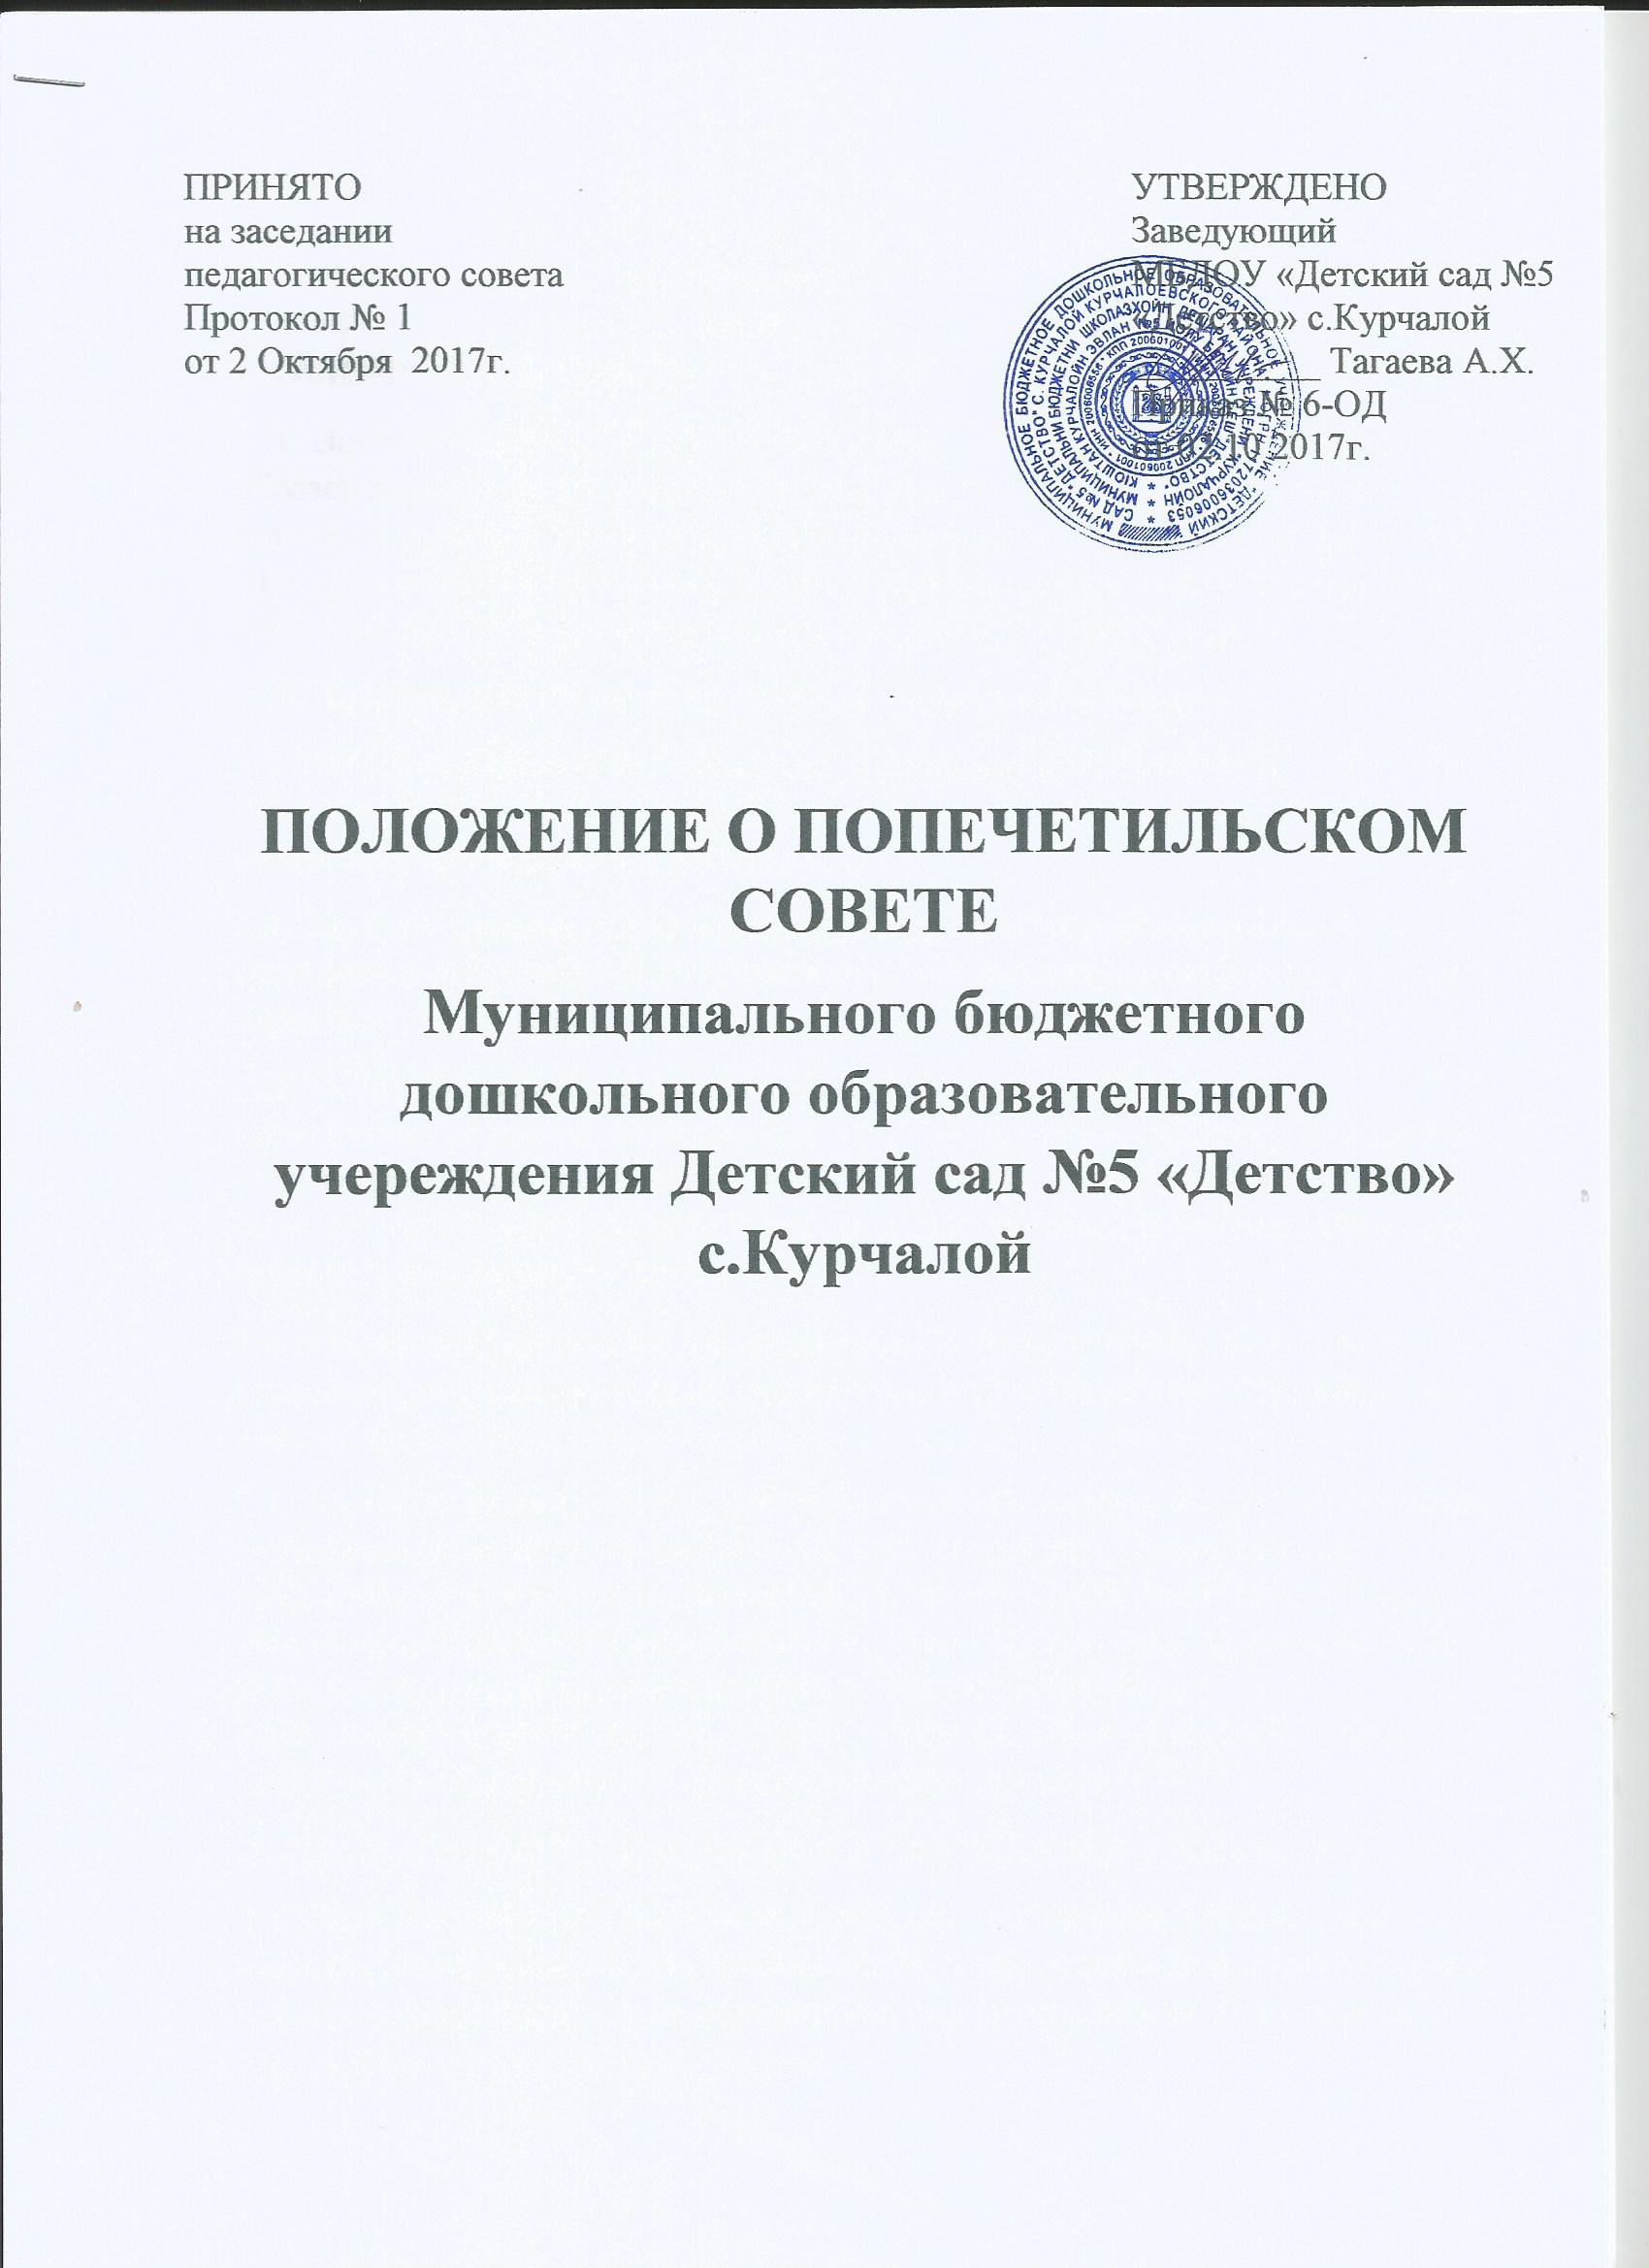 ПРИНЯТО
на заседании
педагогического совета
Протокол № 1
от 2 Октября 2017г.
УТВЕРЖДЕНО
Заведующий
МБДОУ «Детский сад №5
«Детство» с.Курчалой
Тагаева А.Х.
Приказ № 6-ОД
от 02.10 2017г.
ПОЛОЖЕНИЕ О ПОПЕЧЕТИЛЬСКОМ
СОВЕТЕ
Муниципального бюджетного
дошкольного образовательного
учереждения Детский сад №5 «Детство»
с.Курчалой